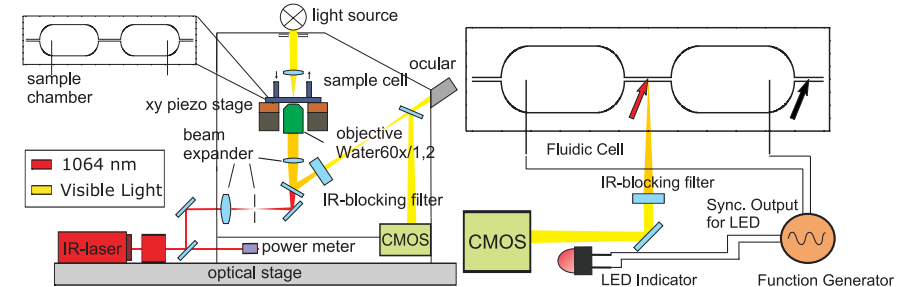 light source
ocular
sample
chamber
sample cell
xy piezo stage
beam
expander
objective
Water60x/1,2
1064 nm
Visible Light
IR-blocking filter
IR-laser
power meter
CMOS
optical stage
Fluidic Cell
IR-blocking filter
Sync. Output
for LED
CMOS
LED Indicator
Function Generator